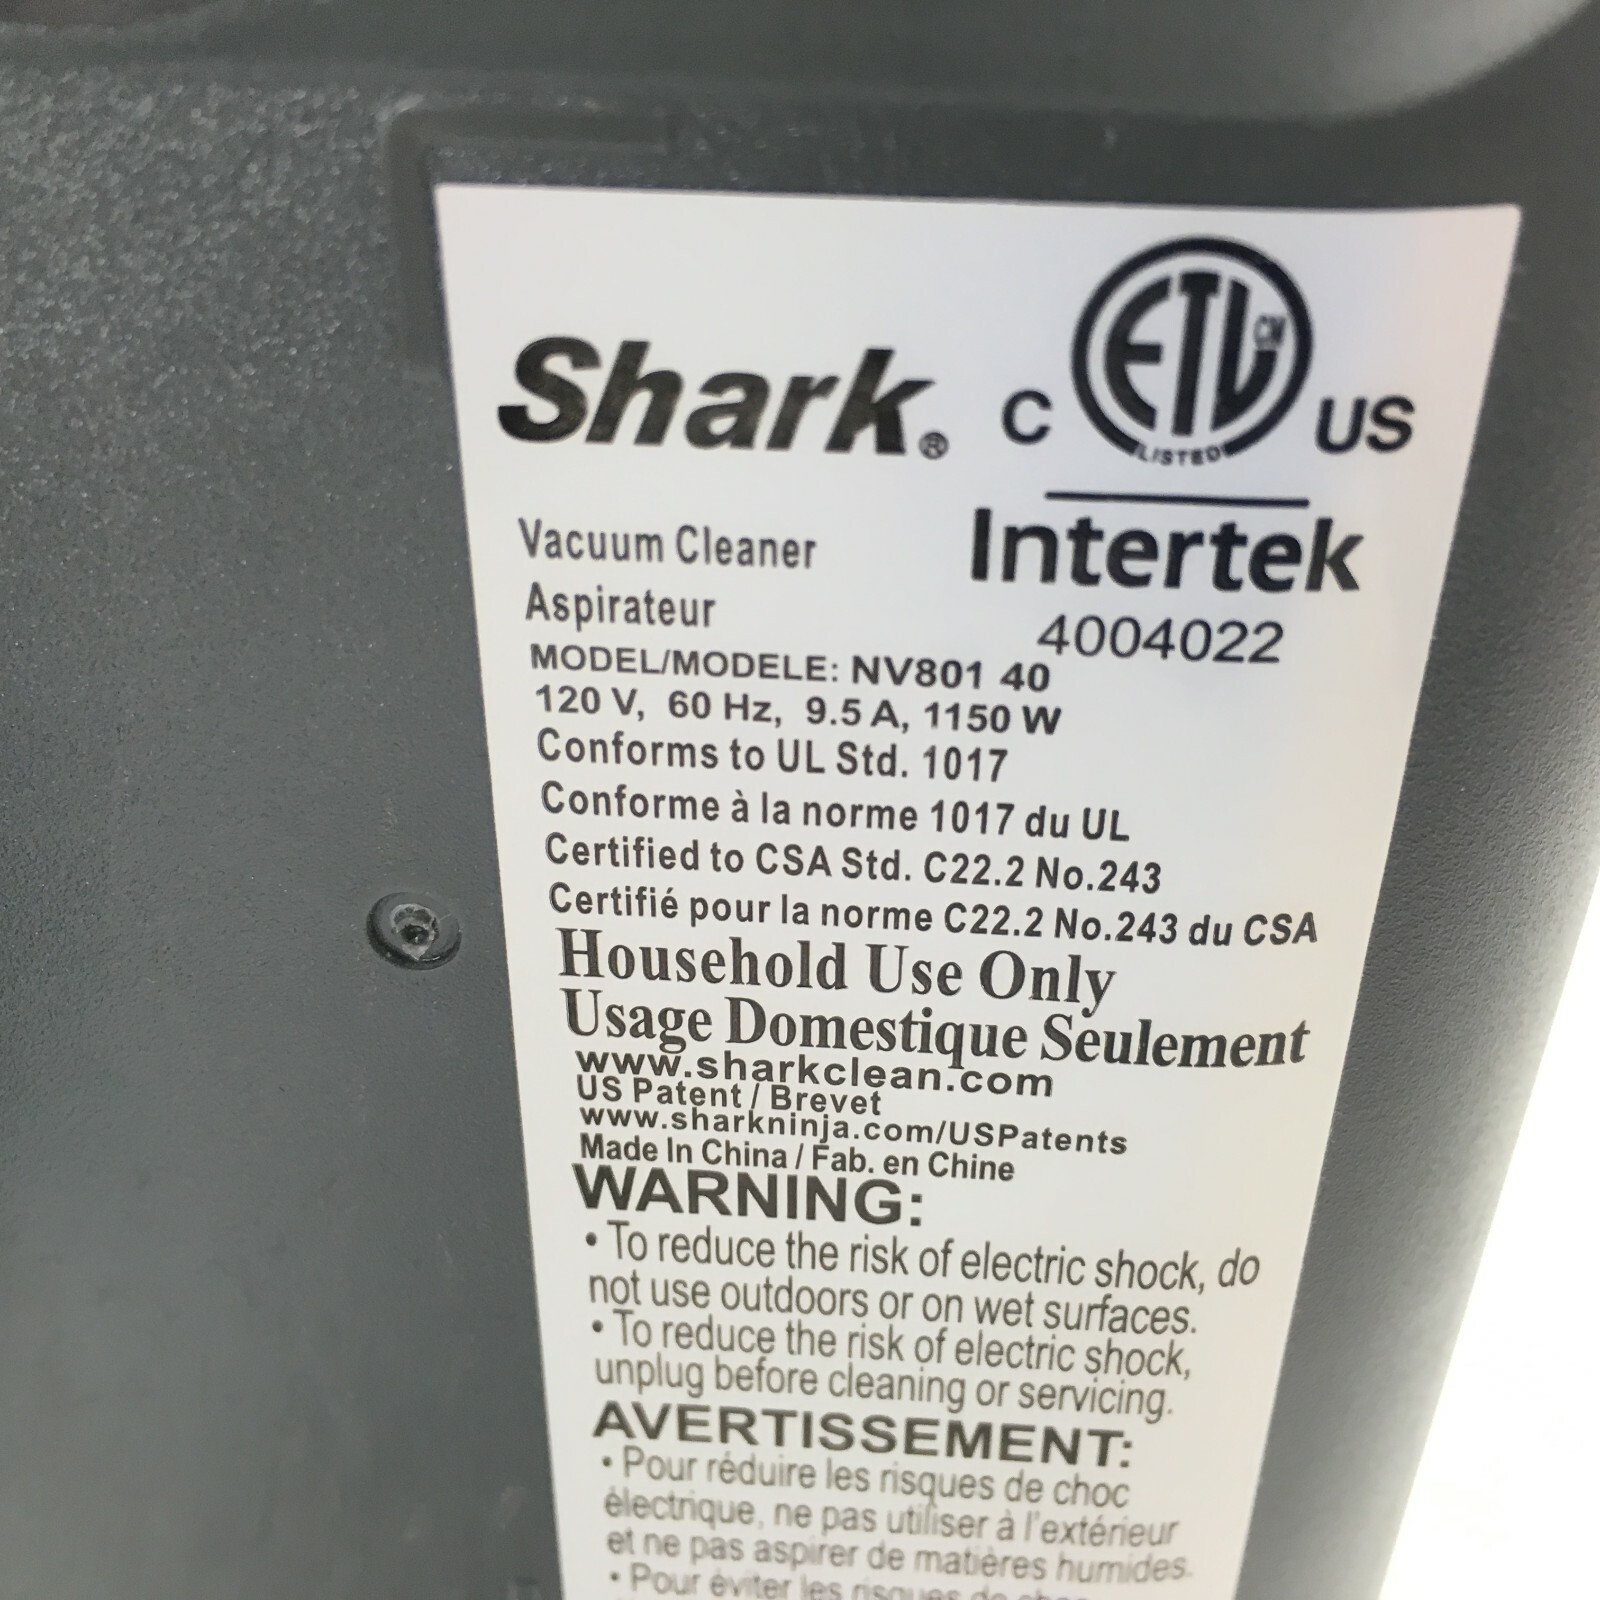 Shark®
C ETL CM LISTED US
Intertek
4004022
Vacuum Cleaner
Aspirateur
MODEL/MODELE: NV801 40
120 V, 60 Hz, 9.5 A, 1150 W
Conforms to UL Std. 1017
Conforme à la norme 1017 du UL
Certified to CSA Std. C22.2 No.243
Certifié pour la norme C22.2 No.243 du CSA
Household Use Only
Usage Domestique Seulement
www.sharkclean.com
US Patent / Brevet
www.sharkninja.com/USPatents
Made In China / Fab. en Chine
WARNING:
• To reduce the risk of electric shock, do
not use outdoors or on wet surfaces.
• To reduce the risk of electric shock,
unplug before cleaning or servicing.
AVERTISSEMENT:
• Pour réduire les risques de choc
électrique, ne pas utiliser à l'extérieur
et ne pas aspirer de matières humides.
• Pour éviter les risques de